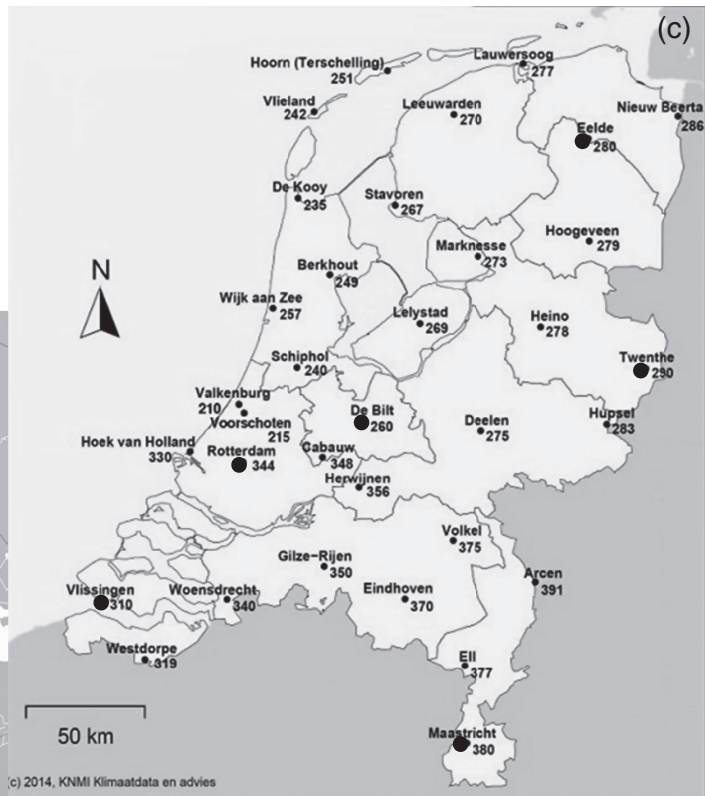 (c)
Lauwersoog
277
Hoorn (Terschelling)
251
Vlieland
242
Leeuwarden
270
Nieuw Beerta
286
Eelde
280
De Kooy
235
Stavoren
267
Hoogeveen
279
Marknesse
273
N
Berkhout
249
Wijk aan Zee
257
Lelystad
269
Heino
278
Schiphol
240
Twenthe
290
Valkenburg
210
Voorschoten
215
De Bilt
260
Deelen
275
Hupsel
283
Hoek van Holland
330
Rotterdam
344
Cabauw
348
Herwijnen
356
Volkel
375
Gilze-Rijen
350
Arcen
391
Vlissingen
310
Woensdrecht
340
Eindhoven
370
Westdorpe
319
Ell
377
50 km
Maastricht
380
(c) 2014, KNMI Klimaatdata en advies